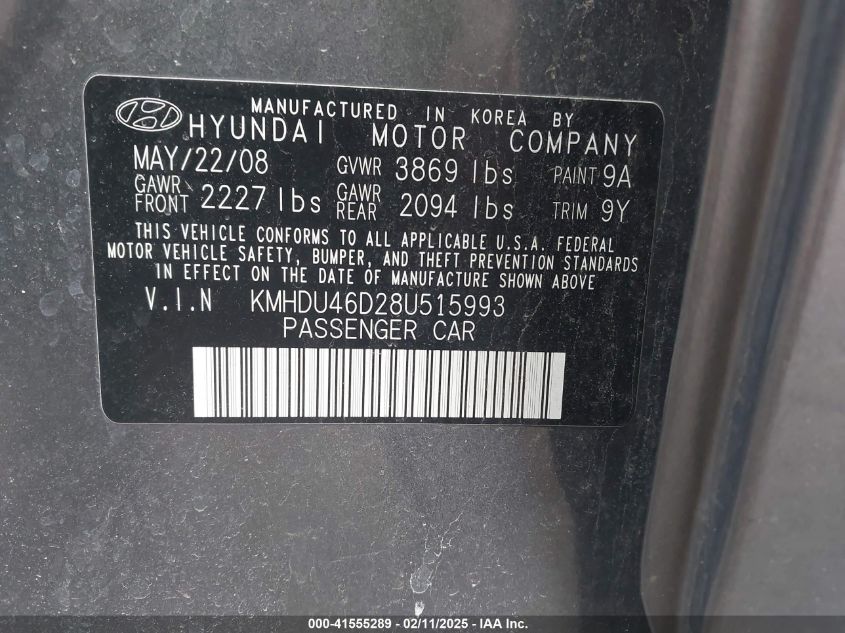 MANUFACTURED IN KOREA BY
HYUNDAI MOTOR COMPANY
MAY/22/08 GVWR 3869 lbs PAINT 9A
GAWR FRONT 2227 lbs GAWR REAR 2094 lbs TRIM 9Y
THIS VEHICLE CONFORMS TO ALL APPLICABLE U.S.A. FEDERAL
MOTOR VEHICLE SAFETY, BUMPER, AND THEFT PREVENTION STANDARDS
IN EFFECT ON THE DATE OF MANUFACTURE SHOWN ABOVE
V.I.N KMHDU46D28U515993
PASSENGER CAR
000-41555289 - 02/11/2025 - IAA Inc.